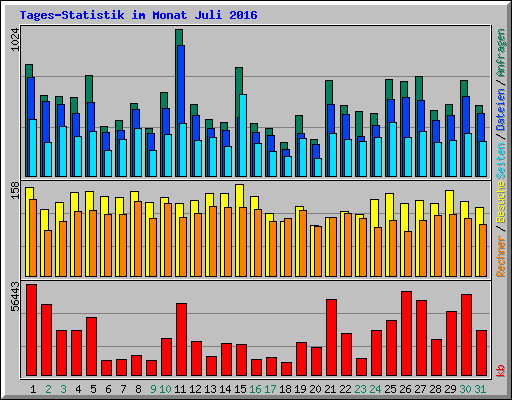 Tages-Statistik im Monat Juli 2016
1024
158
56443
Rechner / Besuche Seiten / Dateien / Anfragen
kb
1 2 3 4 5 6 7 8 9 10 11 12 13 14 15 16 17 18 19 20 21 22 23 24 25 26 27 28 29 30 31